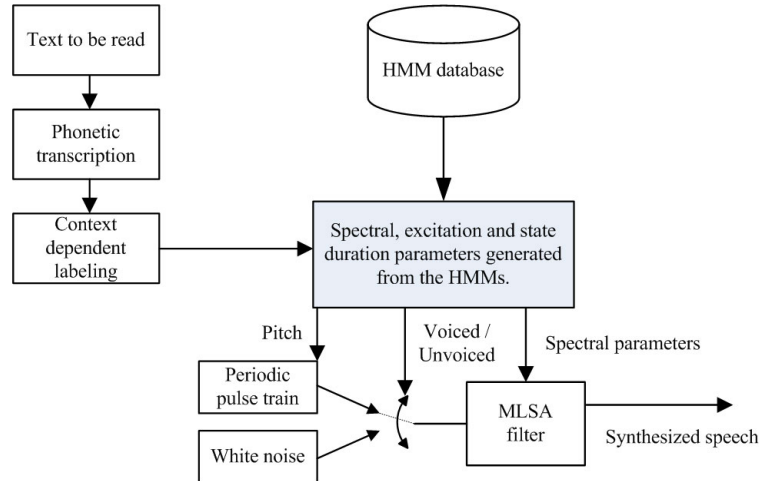 Text to be read
HMM database
Phonetic
transcription
Context
dependent
labeling
Spectral, excitation and state
duration parameters generated
from the HMMs.
Pitch
Voiced /
Unvoiced
Spectral parameters
Periodic
pulse train
MLSA
filter
White noise
Synthesized speech